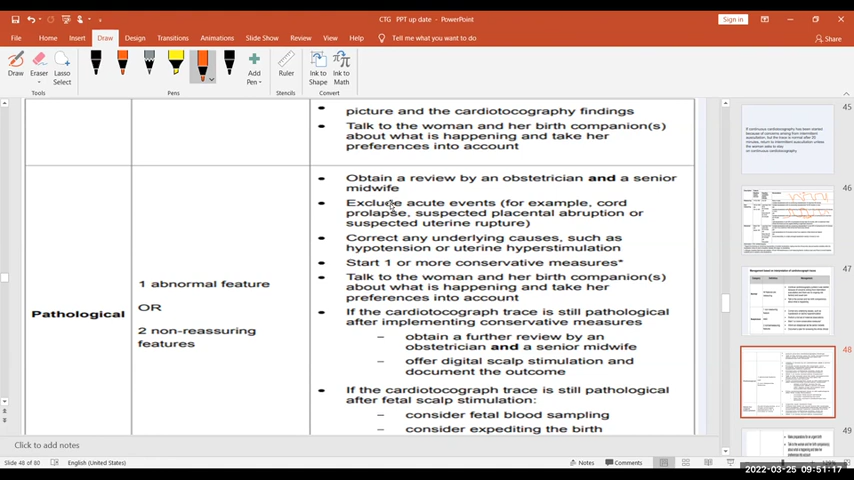 CTG PPT up date - PowerPoint
Sign in
File
Home
Insert
Draw
Design
Transitions
Animations
Slide Show
Review
View
Help
Tell me what you want to do
Share
Draw
Eraser
Lasso
Select
Add
Pen
Ruler
Ink to
Shape
Ink to
Math
Tools
Pens
Stencils
Convert
picture and the cardiotocography findings
• Talk to the woman and her birth companion(s)
about what is happening and take her
preferences into account
Pathological
1 abnormal feature
OR
2 non-reassuring
features
• Obtain a review by an obstetrician and a senior
midwife
• Exclude acute events (for example, cord
prolapse, suspected placental abruption or
suspected uterine rupture)
• Correct any underlying causes, such as
hypotension or uterine hyperstimulation
• Start 1 or more conservative measures*
• Talk to the woman and her birth companion(s)
about what is happening and take her
preferences into account
• If the cardiotocograph trace is still pathological
after implementing conservative measures
– obtain a further review by an
obstetrician and a senior midwife
– offer digital scalp stimulation and
document the outcome
• If the cardiotocograph trace is still pathological
after fetal scalp stimulation:
– consider fetal blood sampling
– consider expediting the birth
45
46
47
48
49
Click to add notes
Slide 48 of 80
English (United States)
Notes
Comments
2022-03-25 09:51:17